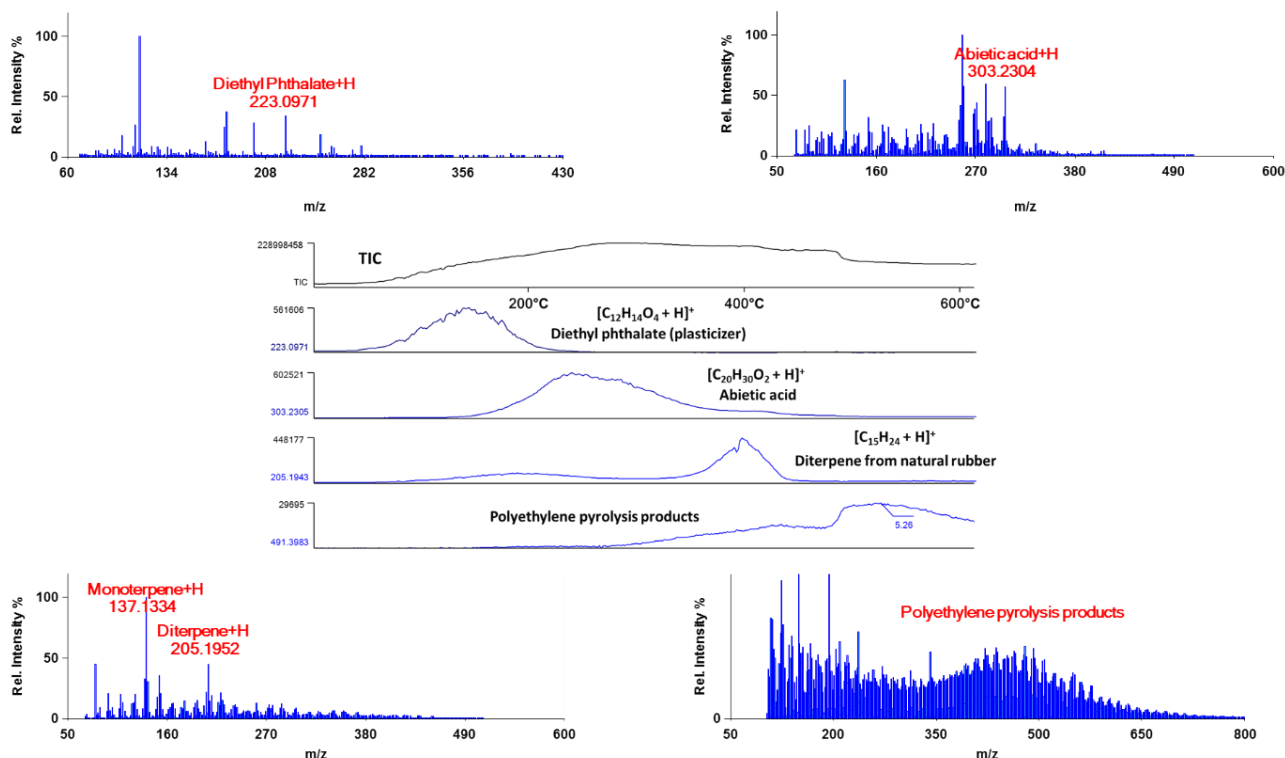 100
50
0
Rel. Intensity %
Diethyl Phthalate+H
223.0971
60 134 208 282 356 430
m/z
100
50
0
Rel. Intensity %
Abietic acid+H
303.2304
50 160 270 380 490 600
m/z
228998458
TIC
TIC
200°C 400°C 600°C
561606
[C₁₂H₁₄O₄ + H]⁺
Diethyl phthalate (plasticizer)
223.0971
602521
[C₂₀H₃₀O₂ + H]⁺
Abietic acid
303.2305
448177
[C₁₅H₂₄ + H]⁺
Diterpene from natural rubber
205.1943
29695
Polyethylene pyrolysis products
5.26
491.3983
100
50
0
Rel. Intensity %
Monoterpene+H
137.1334
Diterpene+H
205.1952
50 160 270 380 490 600
m/z
Rel. Intensity %
0
Polyethylene pyrolysis products
50 200 350 500 650 800
m/z